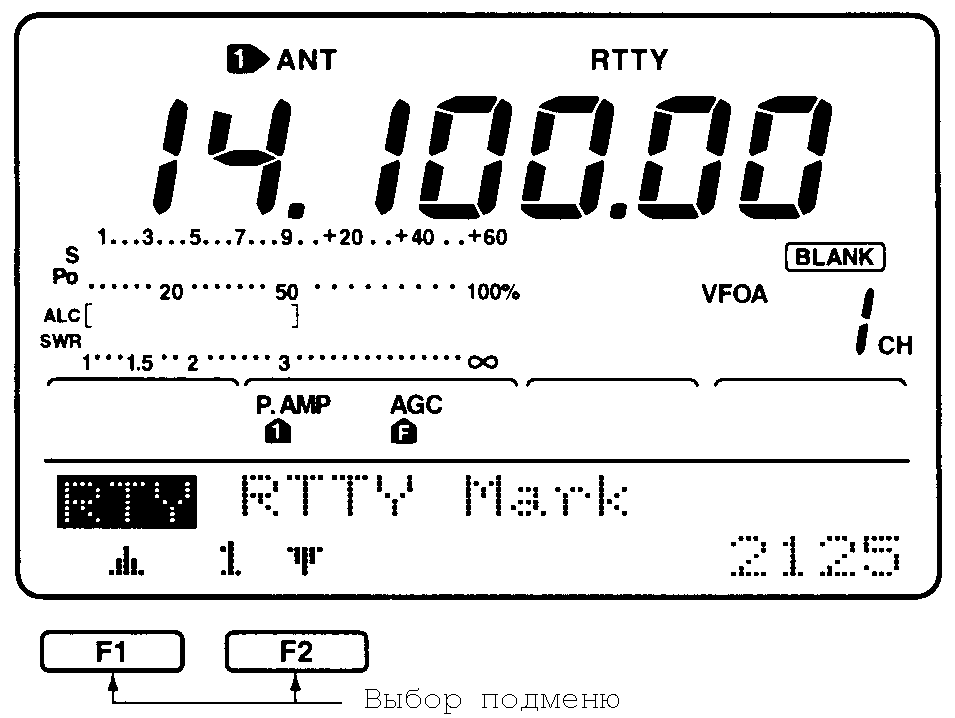 1 ANT RTTY
14.100.00
1...3...5...7...9..+20..+40..+60
S
BLANK
Po
20 50 100%
VFOA
ALC [ ]
1 CH
SWR
1 1.5 2 3 ∞
P.AMP AGC
1 F
RTY RTTY Mark
1 2125
F1 F2
Выбор подменю